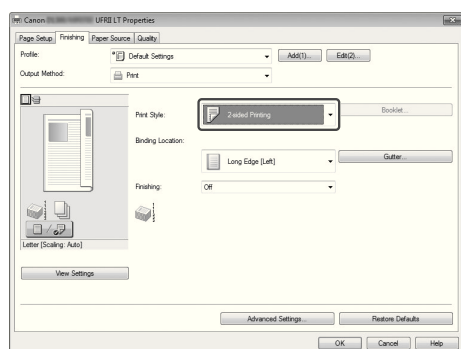 Canon UFRII LT Properties
Page Setup Finishing Paper Source Quality
Profile: Default Settings Add(1)... Edit(2)...
Output Method: Print
Print Style: 2-sided Printing Booklet...
Binding Location:
Long Edge [Left] Gutter...
Finishing: Off
Letter [Scaling: Auto]
View Settings
Advanced Settings... Restore Defaults
OK Cancel Help